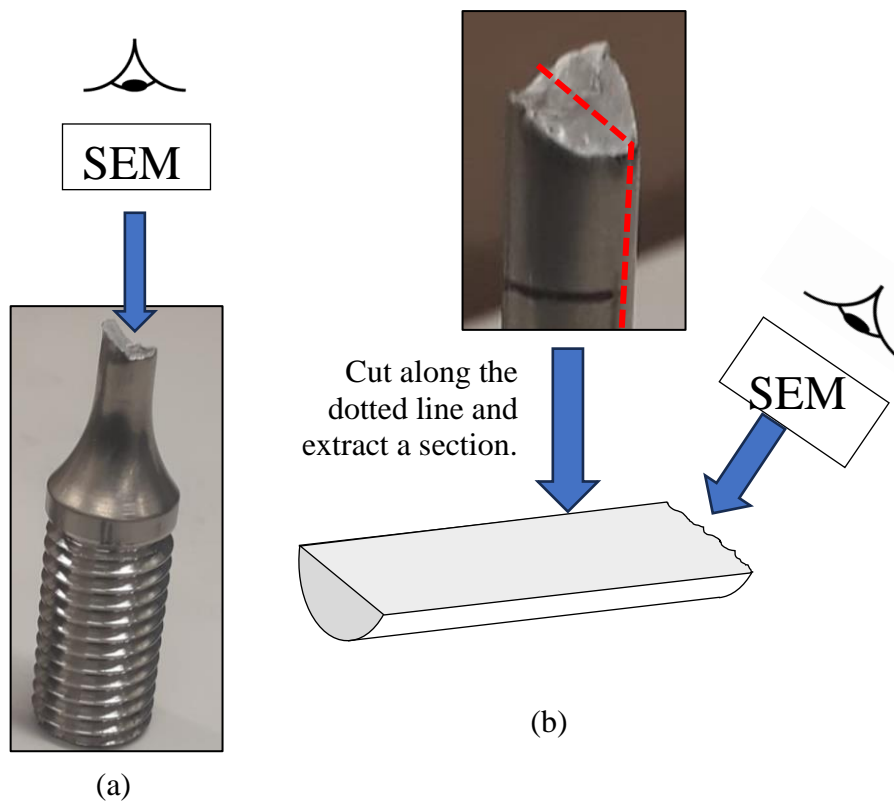 SEM
Cut along the
dotted line and
extract a section.
SEM
(b)
(a)